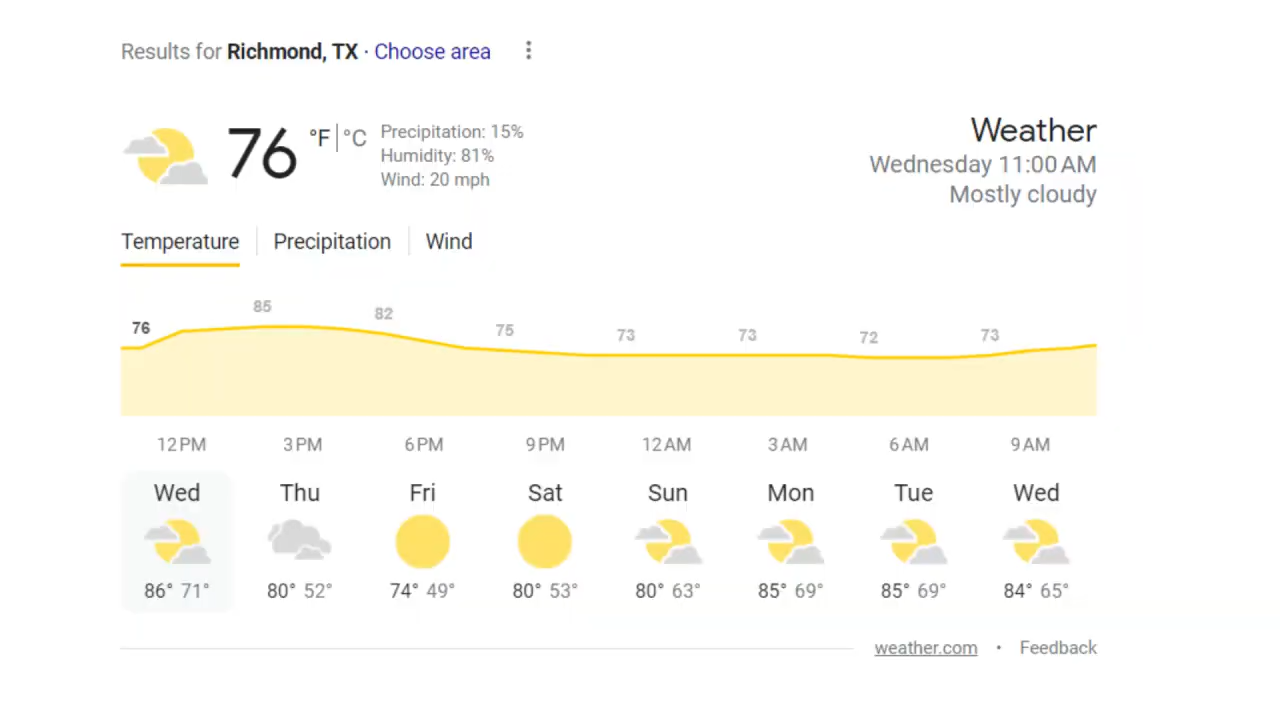 Results for Richmond, TX · Choose area
76 °F | °C
Precipitation: 15%
Humidity: 81%
Wind: 20 mph
Weather
Wednesday 11:00 AM
Mostly cloudy
Temperature | Precipitation | Wind
76 85 82 75 73 73 72 73
12 PM 3 PM 6 PM 9 PM 12 AM 3 AM 6 AM 9 AM
Wed Thu Fri Sat Sun Mon Tue Wed
86° 71° 80° 52° 74° 49° 80° 53° 80° 63° 85° 69° 85° 69° 84° 65°
weather.com • Feedback